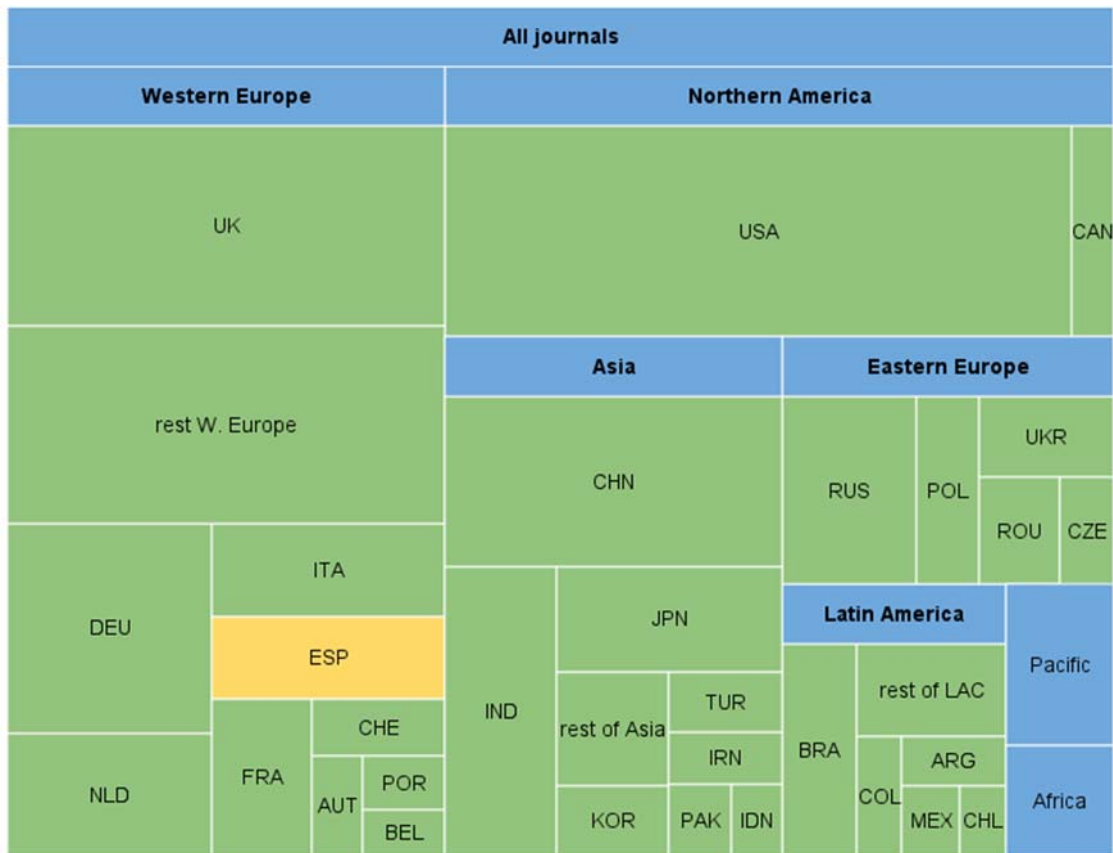 All journals
Western Europe
Northern America
UK
USA
CAN
rest W. Europe
Asia
Eastern Europe
CHN
RUS
POL
UKR
ROU
CZE
DEU
ITA
ESP
NLD
FRA
CHE
AUT
POR
BEL
IND
JPN
rest of Asia
TUR
IRN
KOR
PAK
IDN
Latin America
BRA
rest of LAC
COL
ARG
MEX
CHL
Pacific
Africa